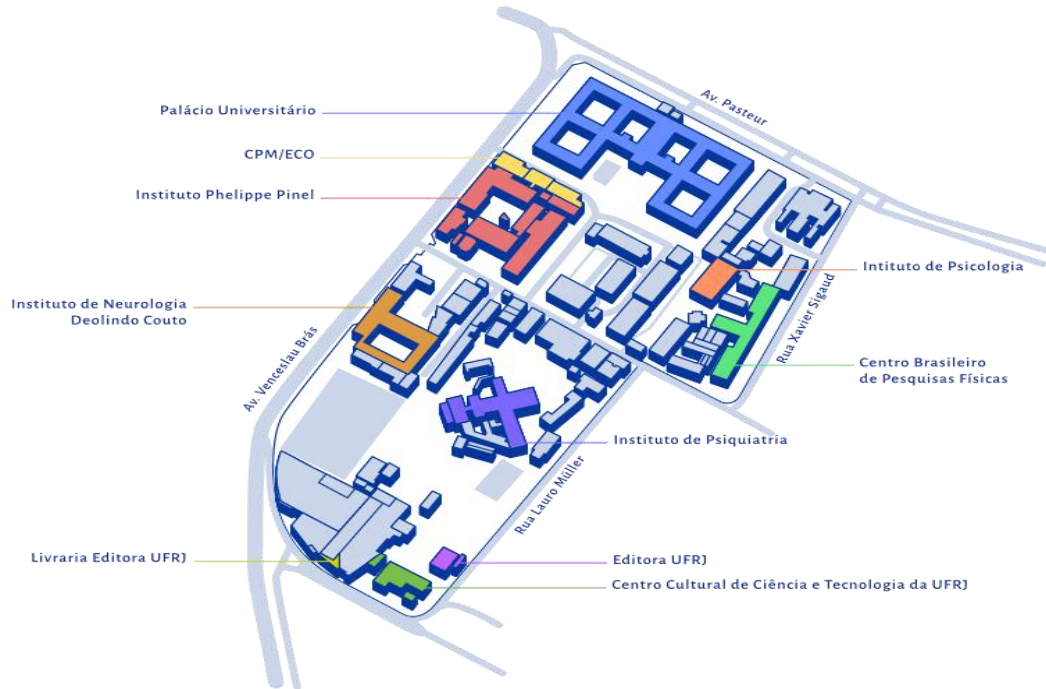 Av. Pasteur
Palácio Universitário
CPM/ECO
Instituto Phelippe Pinel
Intituto de Psicologia
Rua Xavier Sigaud
Instituto de Neurologia
Deolindo Couto
Av. Venceslau Brás
Centro Brasileiro
de Pesquisas Físicas
Instituto de Psiquiatria
Rua Lauro Müller
Livraria Editora UFRJ
Editora UFRJ
Centro Cultural de Ciência e Tecnologia da UFRJ